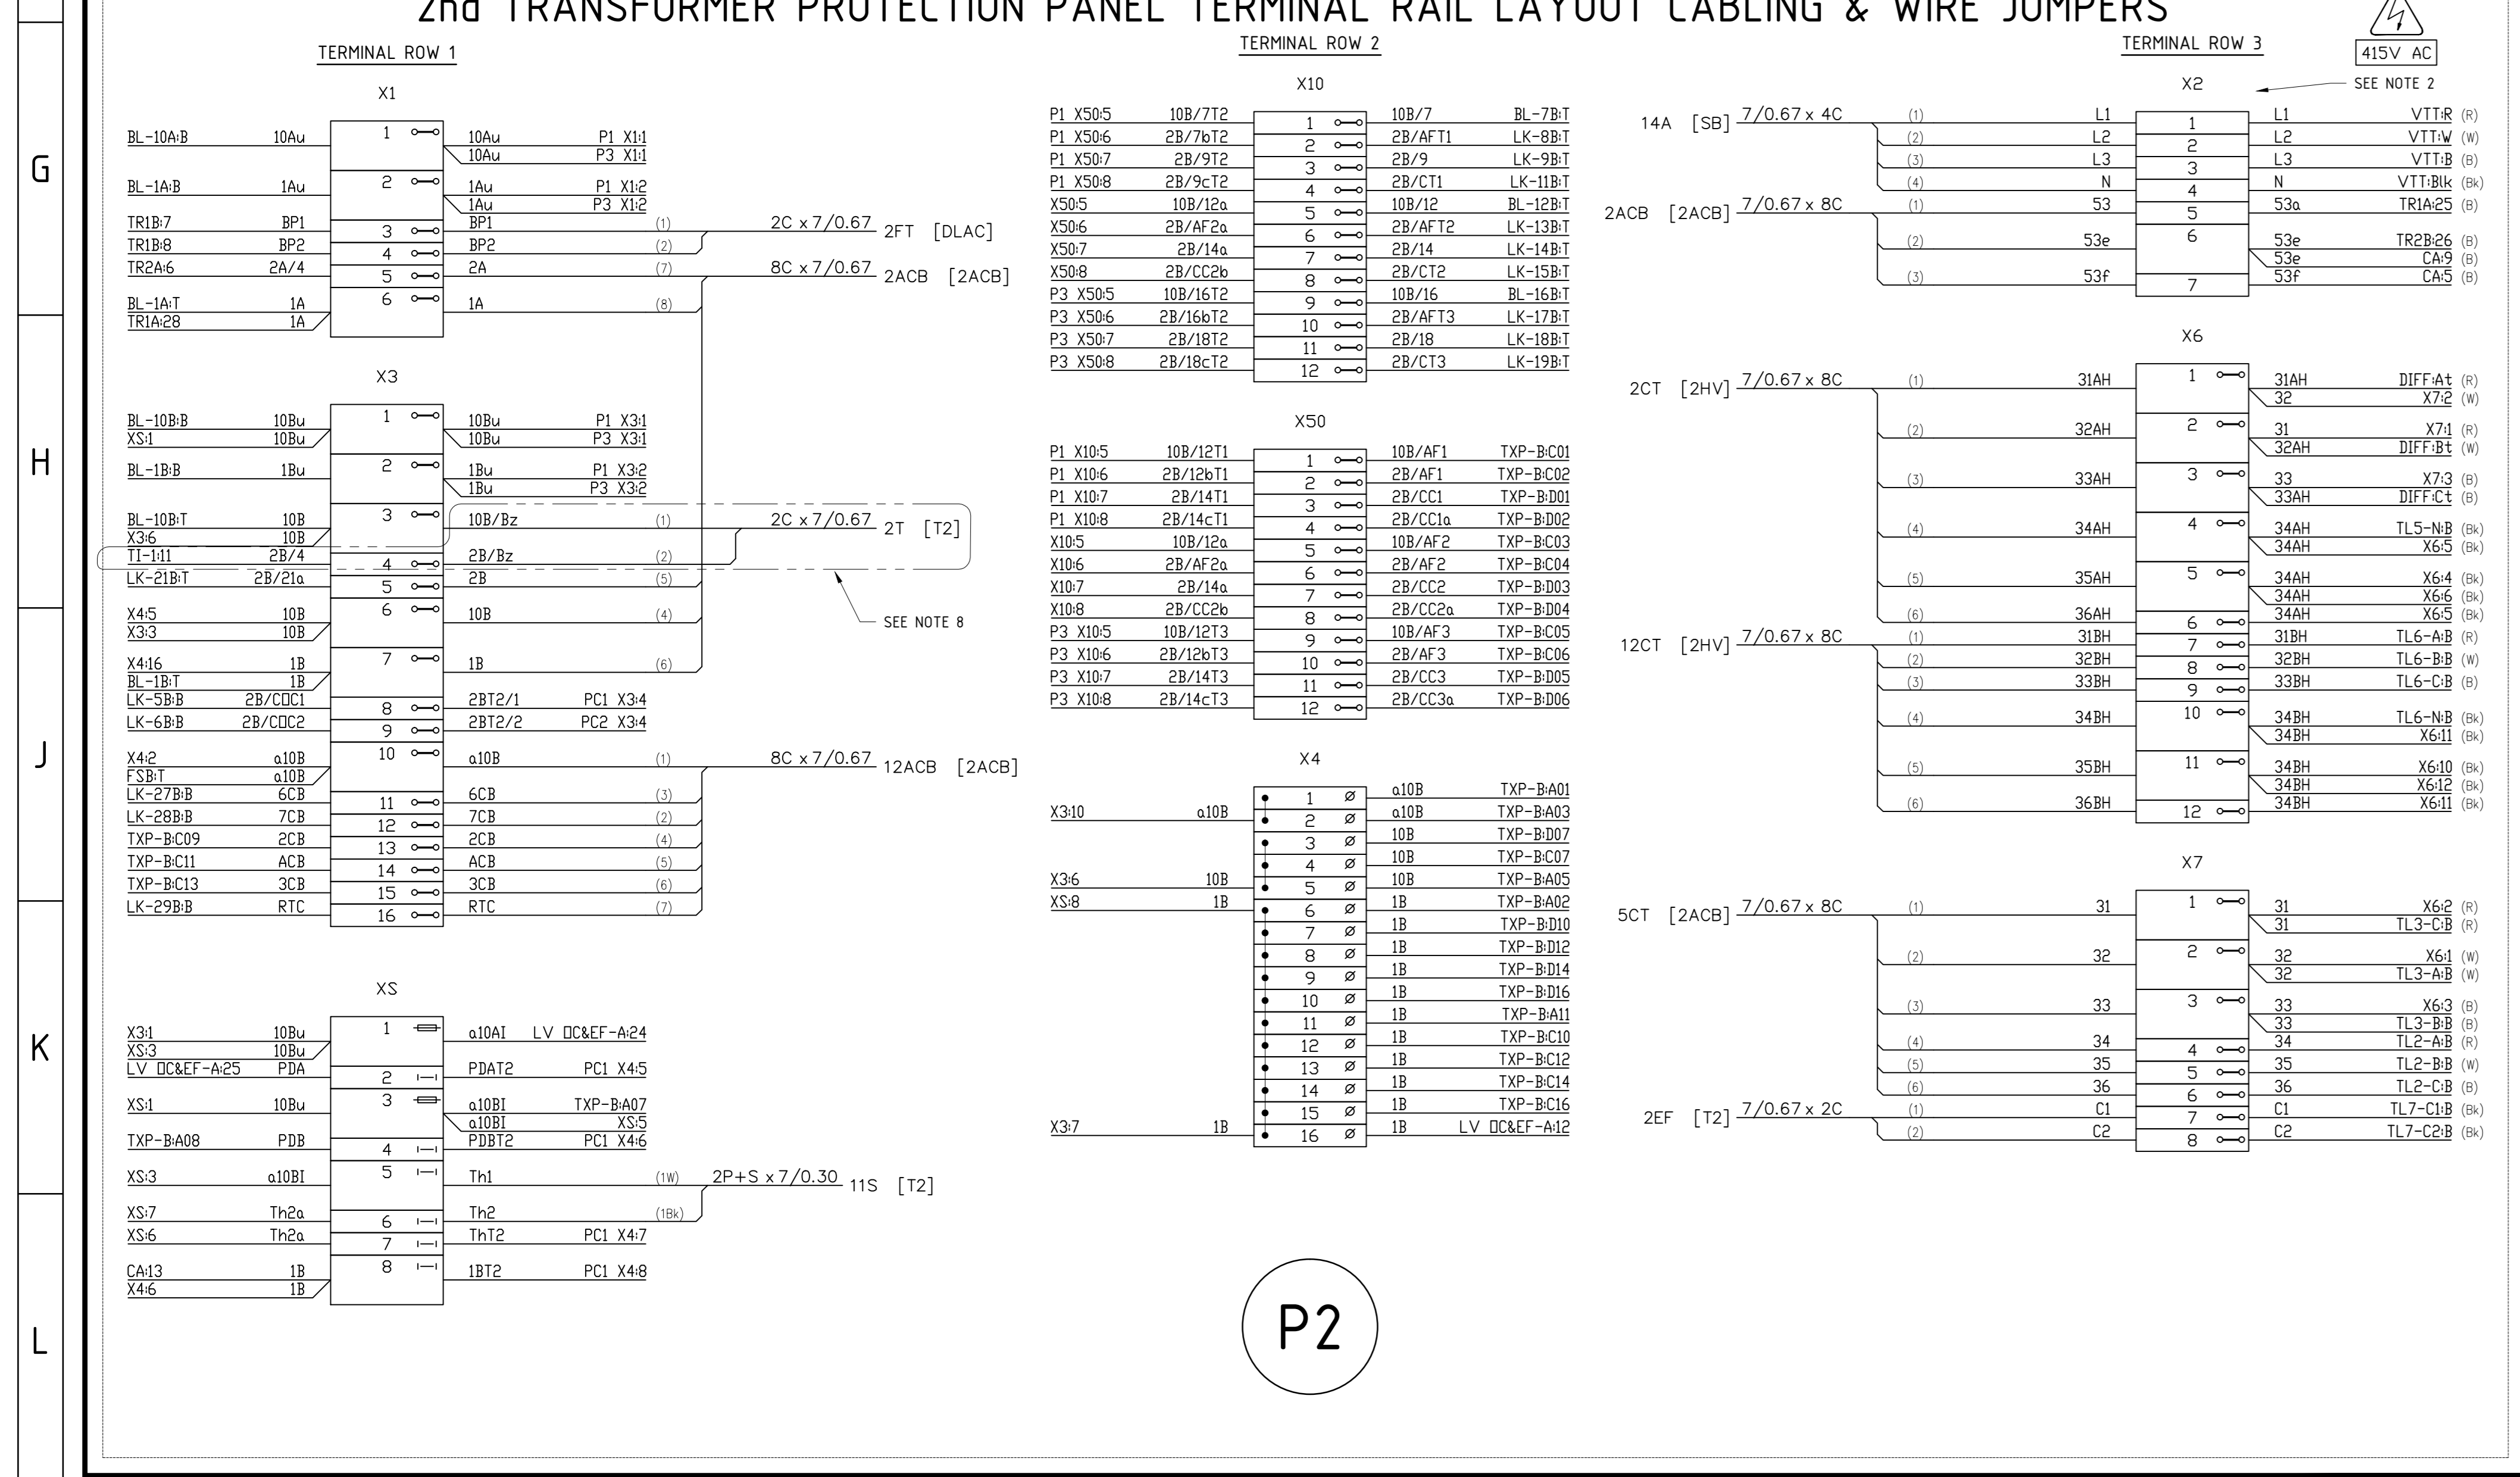 2nd TRANSFORMER PROTECTION PANEL TERMINAL RAIL LAYOUT CABLING & WIRE JUMPERS
G
H
J
K
L
TERMINAL ROW 1
X1
BL-10A:B 10Au 1 10Au P1 X1:1
10Au P3 X1:1
BL-1A:B 1Au 2 1Au P1 X1:2
1Au P3 X1:2
TR1B:7 BP1 3 BP1 (1) 2C x 7/0.67 2FT [DLAC]
TR1B:8 BP2 4 BP2 (2)
TR2A:6 2A/4 5 2A (7) 8C x 7/0.67 2ACB [2ACB]
BL-1A:T 1A 6 1A (8)
TR1A:28 1A
X3
BL-10B:B 10Bu 1 10Bu P1 X3:1
XS:1 10Bu 10Bu P3 X3:1
BL-1B:B 1Bu 2 1Bu P1 X3:2
1Bu P3 X3:2
BL-10B:T 10B 3 10B/Bz (1) 2C x 7/0.67 2T [T2]
X3:6 10B
TI-1:11 2B/4 4 2B/Bz (2)
LK-21B:T 2B/21a 5 2B (5)
X4:5 10B 6 10B (4) SEE NOTE 8
X3:3 10B
X4:16 1B 7 1B (6)
BL-1B:T 1B
LK-5B:B 2B/COC1 8 2BT2/1 PC1 X3:4
LK-6B:B 2B/COC2 9 2BT2/2 PC2 X3:4
X4:2 a10B 10 a10B (1) 8C x 7/0.67 12ACB [2ACB]
FSB:T a10B
LK-27B:B 6CB 11 6CB (3)
LK-28B:B 7CB 12 7CB (2)
TXP-B:C09 2CB 13 2CB (4)
TXP-B:C11 ACB 14 ACB (5)
TXP-B:C13 3CB 15 3CB (6)
LK-29B:B RTC 16 RTC (7)
XS
X3:1 10Bu 1 a10AI LV OC&EF-A:24
XS:3 10Bu
LV OC&EF-A:25 PDA 2 PDAT2 PC1 X4:5
XS:1 10Bu 3 a10BI TXP-B:A07
a10BI XS:5
TXP-B:A08 PDB 4 PDBT2 PC1 X4:6
XS:3 a10BI 5 Th1 (1W) 2P+S x 7/0.30 11S [T2]
XS:7 Th2a 6 Th2 (1Bk)
XS:6 Th2a 7 ThT2 PC1 X4:7
CA:13 1B 8 1BT2 PC1 X4:8
X4:6 1B
TERMINAL ROW 2
X10
P1 X50:5 10B/7T2 1 10B/7 BL-7B:T
P1 X50:6 2B/7bT2 2 2B/AFT1 LK-8B:T
P1 X50:7 2B/9T2 3 2B/9 LK-9B:T
P1 X50:8 2B/9cT2 4 2B/CT1 LK-11B:T
X50:5 10B/12a 5 10B/12 BL-12B:T
X50:6 2B/AF2a 6 2B/AFT2 LK-13B:T
X50:7 2B/14a 7 2B/14 LK-14B:T
X50:8 2B/CC2b 8 2B/CT2 LK-15B:T
P3 X50:5 10B/16T2 9 10B/16 BL-16B:T
P3 X50:6 2B/16bT2 10 2B/AFT3 LK-17B:T
P3 X50:7 2B/18T2 11 2B/18 LK-18B:T
P3 X50:8 2B/18cT2 12 2B/CT3 LK-19B:T
X50
P1 X10:5 10B/12T1 1 10B/AF1 TXP-B:C01
P1 X10:6 2B/12bT1 2 2B/AF1 TXP-B:C02
P1 X10:7 2B/14T1 3 2B/CC1 TXP-B:D01
P1 X10:8 2B/14cT1 4 2B/CC1a TXP-B:D02
X10:5 10B/12a 5 10B/AF2 TXP-B:C03
X10:6 2B/AF2a 6 2B/AF2 TXP-B:C04
X10:7 2B/14a 7 2B/CC2 TXP-B:D03
X10:8 2B/CC2b 8 2B/CC2a TXP-B:D04
P3 X10:5 10B/12T3 9 10B/AF3 TXP-B:C05
P3 X10:6 2B/12bT3 10 2B/AF3 TXP-B:C06
P3 X10:7 2B/14T3 11 2B/CC3 TXP-B:D05
P3 X10:8 2B/14cT3 12 2B/CC3a TXP-B:D06
X4
1 a10B TXP-B:A01
X3:10 a10B 2 a10B TXP-B:A03
3 10B TXP-B:D07
4 10B TXP-B:C07
X3:6 10B 5 10B TXP-B:A05
XS:8 1B 6 1B TXP-B:A02
7 1B TXP-B:D10
8 1B TXP-B:D12
9 1B TXP-B:D14
10 1B TXP-B:D16
11 1B TXP-B:A11
12 1B TXP-B:C10
13 1B TXP-B:C12
14 1B TXP-B:C14
15 1B TXP-B:C16
X3:7 1B 16 1B LV OC&EF-A:12
P2
TERMINAL ROW 3
415V AC
X2 SEE NOTE 2
14A [SB] 7/0.67 x 4C (1) L1 1 L1 VTT:R (R)
(2) L2 2 L2 VTT:W (W)
(3) L3 3 L3 VTT:B (B)
(4) N 4 N VTT:Blk (Bk)
2ACB [2ACB] 7/0.67 x 8C (1) 53 5 53a TR1A:25 (B)
(2) 53e 6 53e TR2B:26 (B)
53e CA:9 (B)
(3) 53f 7 53f CA:5 (B)
X6
2CT [2HV] 7/0.67 x 8C (1) 31AH 1 31AH DIFF:At (R)
32 X7:2 (W)
(2) 32AH 2 31 X7:1 (R)
32AH DIFF:Bt (W)
(3) 33AH 3 33 X7:3 (B)
33AH DIFF:Ct (B)
(4) 34AH 4 34AH TL5-N:B (Bk)
34AH X6:5 (Bk)
(5) 35AH 5 34AH X6:4 (Bk)
34AH X6:6 (Bk)
(6) 36AH 6 34AH X6:5 (Bk)
12CT [2HV] 7/0.67 x 8C (1) 31BH 7 31BH TL6-A:B (R)
(2) 32BH 8 32BH TL6-B:B (W)
(3) 33BH 9 33BH TL6-C:B (B)
(4) 34BH 10 34BH TL6-N:B (Bk)
34BH X6:11 (Bk)
(5) 35BH 11 34BH X6:10 (Bk)
34BH X6:12 (Bk)
(6) 36BH 12 34BH X6:11 (Bk)
X7
5CT [2ACB] 7/0.67 x 8C (1) 31 1 31 X6:2 (R)
31 TL3-C:B (R)
(2) 32 2 32 X6:1 (W)
32 TL3-A:B (W)
(3) 33 3 33 X6:3 (B)
33 TL3-B:B (B)
(4) 34 4 34 TL2-A:B (R)
(5) 35 5 35 TL2-B:B (W)
(6) 36 6 36 TL2-C:B (B)
2EF [T2] 7/0.67 x 2C (1) C1 7 C1 TL7-C1:B (Bk)
(2) C2 8 C2 TL7-C2:B (Bk)